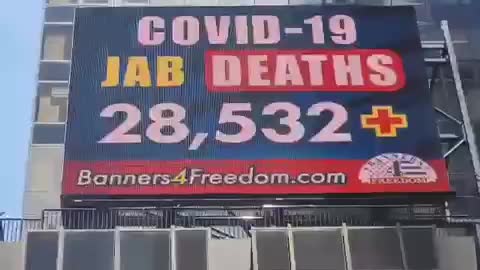 COVID-19
JAB DEATHS
28,532+
Banners4Freedom.com